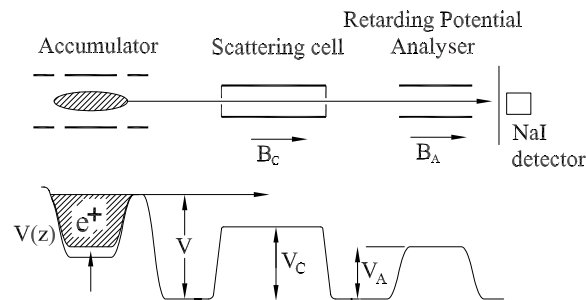 Retarding Potential
Analyser
Accumulator
Scattering cell
B_C
B_A
NaI
detector
V(z)
e⁺
V
V_C
V_A